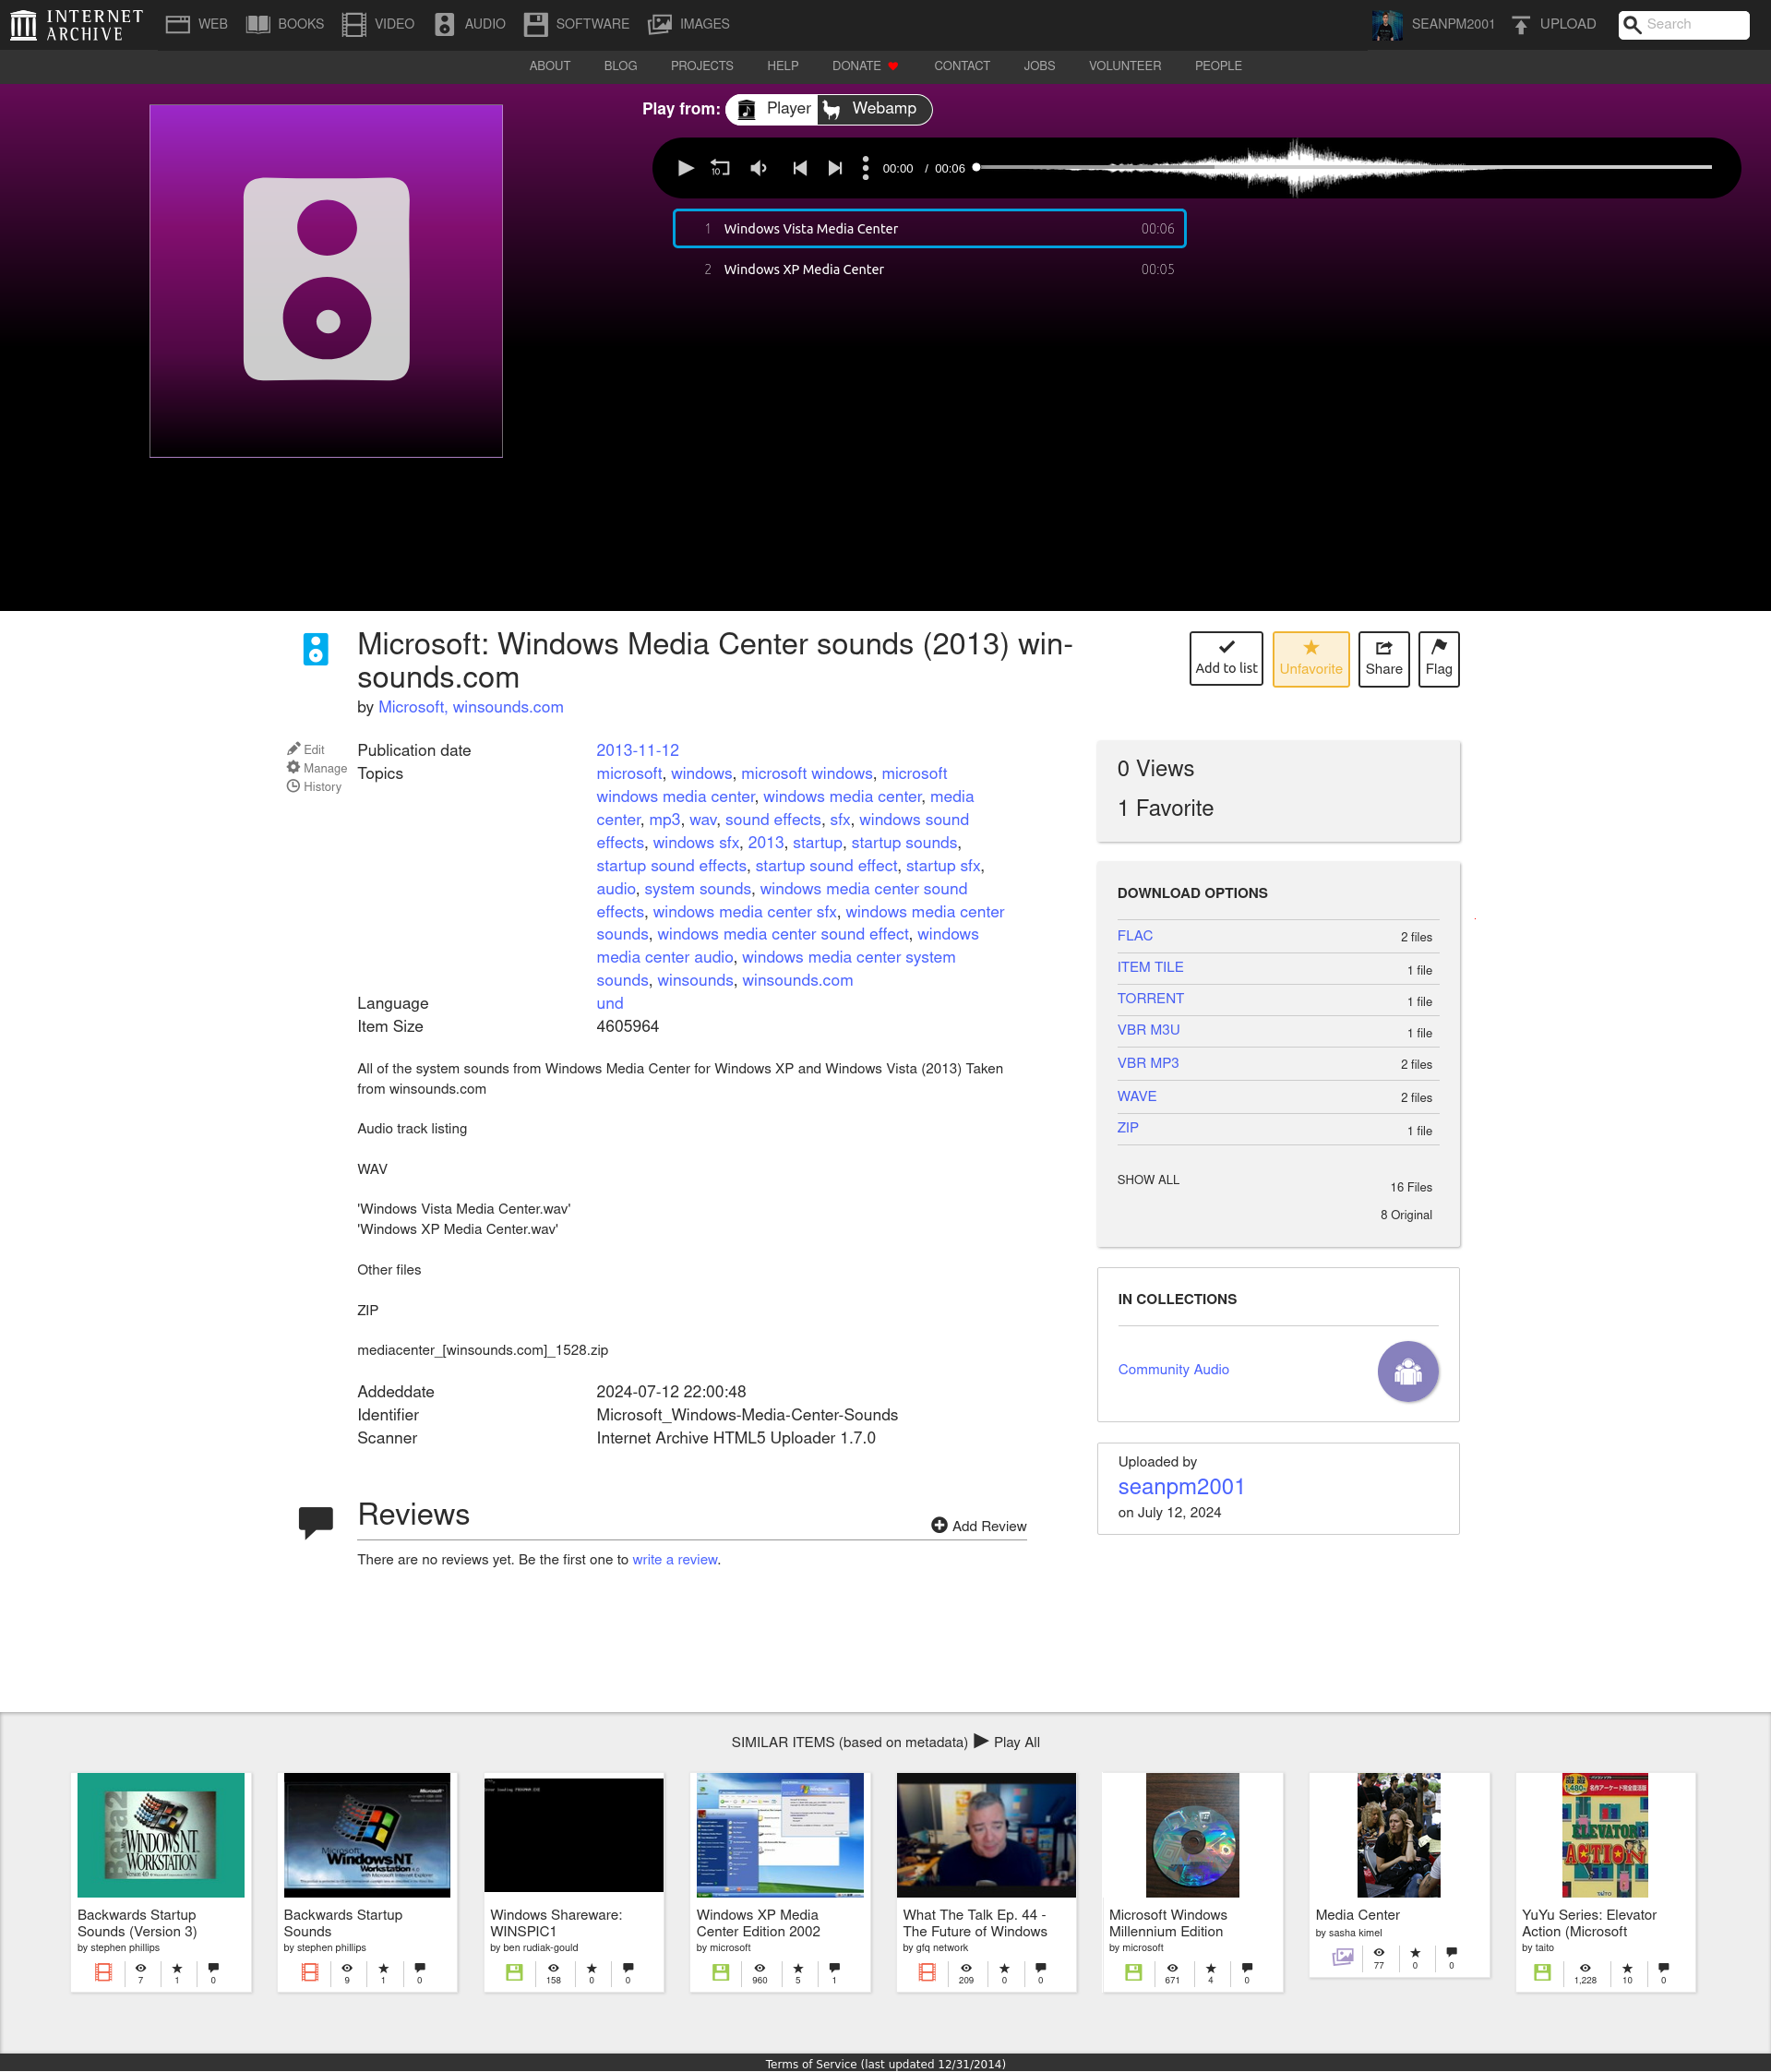 INTERNET
ARCHIVE
WEB
BOOKS
VIDEO
AUDIO
SOFTWARE
IMAGES
SEANPM2001
UPLOAD
Search
ABOUT
BLOG
PROJECTS
HELP
DONATE
CONTACT
JOBS
VOLUNTEER
PEOPLE
Play from:
Player
Webamp
10
00:00 / 00:06
1 Windows Vista Media Center 00:06
2 Windows XP Media Center 00:05
Microsoft: Windows Media Center sounds (2013) win-
sounds.com
by Microsoft, winsounds.com
Add to list
Unfavorite
Share
Flag
Edit
Manage
History
Publication date 2013-11-12
Topics microsoft, windows, microsoft windows, microsoft
windows media center, windows media center, media
center, mp3, wav, sound effects, sfx, windows sound
effects, windows sfx, 2013, startup, startup sounds,
startup sound effects, startup sound effect, startup sfx,
audio, system sounds, windows media center sound
effects, windows media center sfx, windows media center
sounds, windows media center sound effect, windows
media center audio, windows media center system
sounds, winsounds, winsounds.com
Language und
Item Size 4605964
All of the system sounds from Windows Media Center for Windows XP and Windows Vista (2013) Taken
from winsounds.com
Audio track listing
WAV
'Windows Vista Media Center.wav'
'Windows XP Media Center.wav'
Other files
ZIP
mediacenter_[winsounds.com]_1528.zip
Addeddate 2024-07-12 22:00:48
Identifier Microsoft_Windows-Media-Center-Sounds
Scanner Internet Archive HTML5 Uploader 1.7.0
Reviews
Add Review
There are no reviews yet. Be the first one to write a review.
0 Views
1 Favorite
DOWNLOAD OPTIONS
FLAC 2 files
ITEM TILE 1 file
TORRENT 1 file
VBR M3U 1 file
VBR MP3 2 files
WAVE 2 files
ZIP 1 file
SHOW ALL 16 Files
8 Original
IN COLLECTIONS
Community Audio
Uploaded by
seanpm2001
on July 12, 2024
SIMILAR ITEMS (based on metadata) Play All
Beta2
WINDOWS NT
WORKSTATION
Backwards Startup
Sounds (Version 3)
by stephen phillips
7 1 0
Microsoft
Microsoft
Windows NT
Workstation 4.0
Backwards Startup
Sounds
by stephen phillips
9 1 0
Windows Shareware:
WINSPIC1
by ben rudiak-gould
158 0 0
Windows XP Media
Center Edition 2002
by microsoft
960 5 1
What The Talk Ep. 44 -
The Future of Windows
by gfq network
209 0 0
Microsoft Windows
Millennium Edition
by microsoft
671 4 0
Media Center
by sasha kimel
77 0 0
ELEVATOR
ACTION
TAITO
YuYu Series: Elevator
Action (Microsoft
by taito
1,228 10 0
Terms of Service (last updated 12/31/2014)